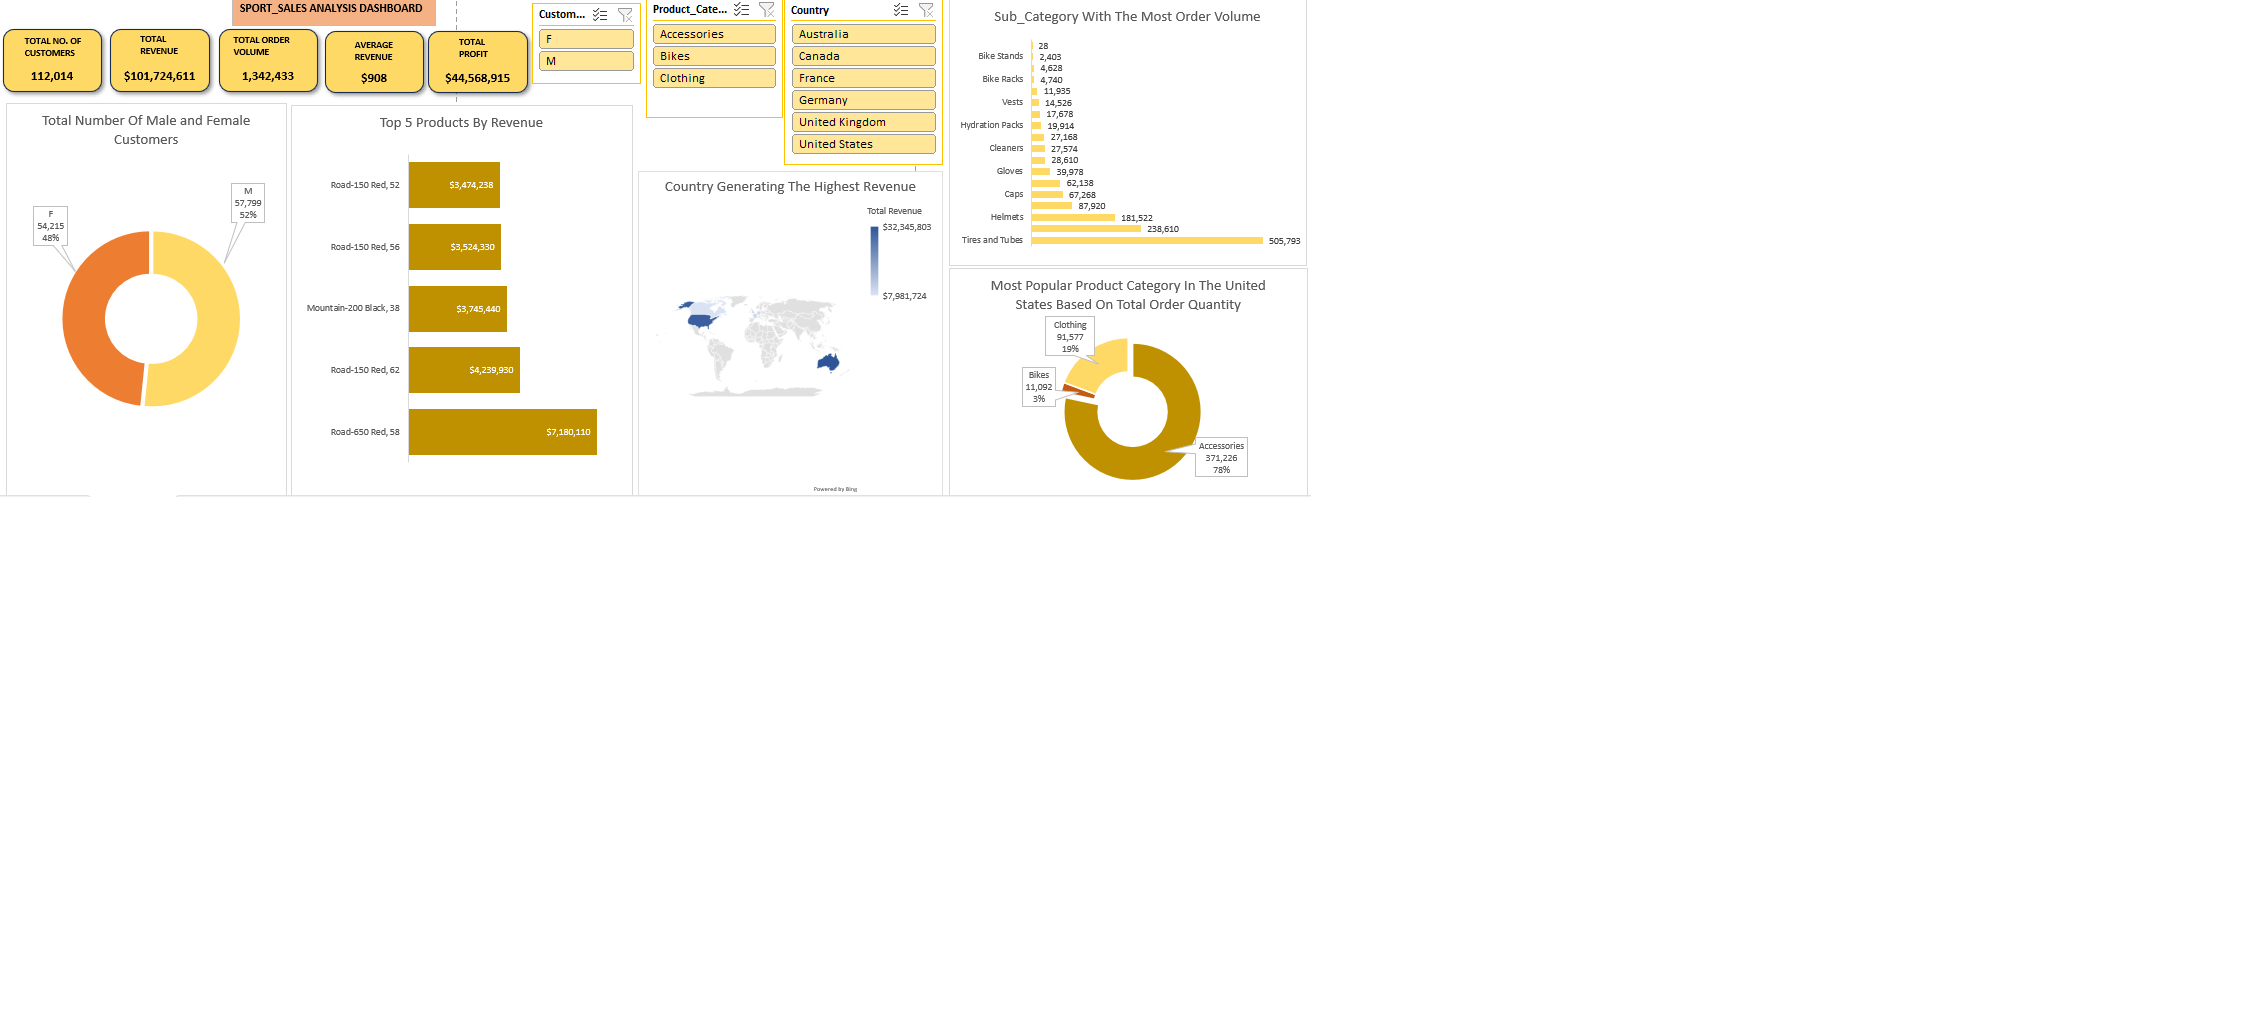 SPORT_SALES ANALYSIS DASHBOARD
TOTAL NO. OF
CUSTOMERS
112,014
TOTAL
REVENUE
$101,724,611
TOTAL ORDER
VOLUME
1,342,433
AVERAGE
REVENUE
$908
TOTAL
PROFIT
$44,568,915
Custom...
F
M
Product_Cate...
Accessories
Bikes
Clothing
Country
Australia
Canada
France
Germany
United Kingdom
United States
Total Number Of Male and Female
Customers
M
57,799
52%
F
54,215
48%
Top 5 Products By Revenue
Road-150 Red, 52
$3,474,238
Road-150 Red, 56
$3,524,330
Mountain-200 Black, 38
$3,745,440
Road-150 Red, 62
$4,239,930
Road-650 Red, 58
$7,180,110
Country Generating The Highest Revenue
Total Revenue
$32,345,803
$7,981,724
Powered by Bing
Sub_Category With The Most Order Volume
28
Bike Stands 2,403
4,628
Bike Racks 4,740
11,935
Vests 14,526
17,678
Hydration Packs 19,914
27,168
Cleaners 27,574
28,610
Gloves 39,978
62,138
Caps 67,268
87,920
Helmets 181,522
238,610
Tires and Tubes 505,793
Most Popular Product Category In The United
States Based On Total Order Quantity
Clothing
91,577
19%
Bikes
11,092
3%
Accessories
371,226
78%